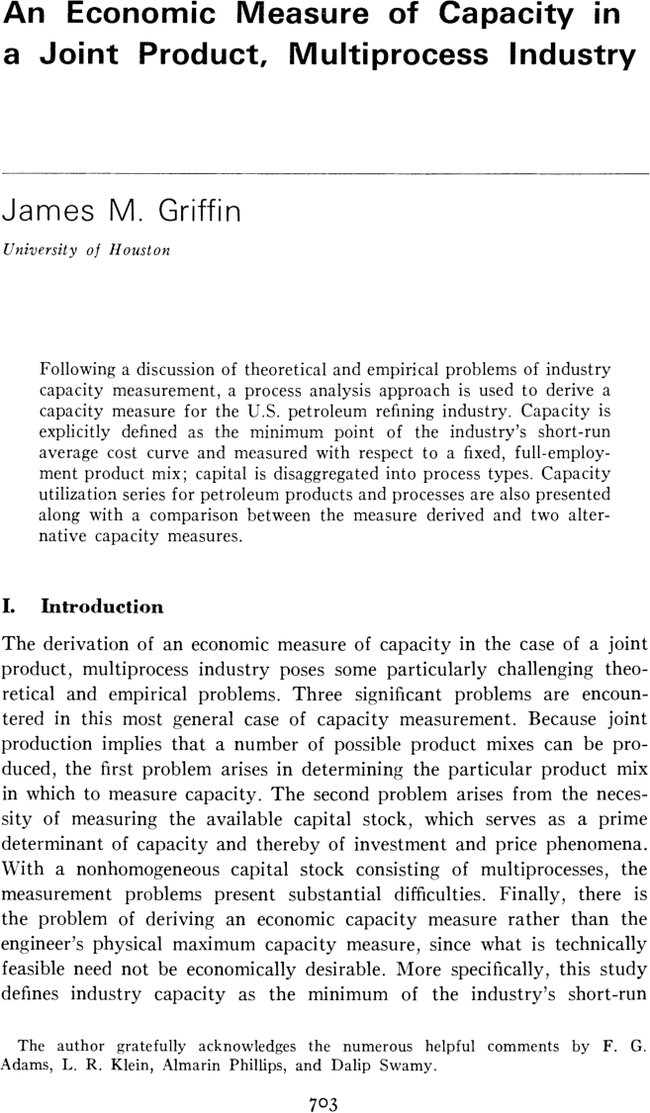 An Economic Measure of Capacity in
a Joint Product, Multiprocess Industry
James M. Griffin
University of Houston
Following a discussion of theoretical and empirical problems of industry
capacity measurement, a process analysis approach is used to derive a
capacity measure for the U.S. petroleum refining industry. Capacity is
explicitly defined as the minimum point of the industry's short-run
average cost curve and measured with respect to a fixed, full-employ-
ment product mix; capital is disaggregated into process types. Capacity
utilization series for petroleum products and processes are also presented
along with a comparison between the measure derived and two alter-
native capacity measures.
I. Introduction
The derivation of an economic measure of capacity in the case of a joint
product, multiprocess industry poses some particularly challenging theo-
retical and empirical problems. Three significant problems are encoun-
tered in this most general case of capacity measurement. Because joint
production implies that a number of possible product mixes can be pro-
duced, the first problem arises in determining the particular product mix
in which to measure capacity. The second problem arises from the neces-
sity of measuring the available capital stock, which serves as a prime
determinant of capacity and thereby of investment and price phenomena.
With a nonhomogeneous capital stock consisting of multiprocesses, the
measurement problems present substantial difficulties. Finally, there is
the problem of deriving an economic capacity measure rather than the
engineer's physical maximum capacity measure, since what is technically
feasible need not be economically desirable. More specifically, this study
defines industry capacity as the minimum of the industry's short-run
The author gratefully acknowledges the numerous helpful comments by F. G.
Adams, L. R. Klein, Almarin Phillips, and Dalip Swamy.
703